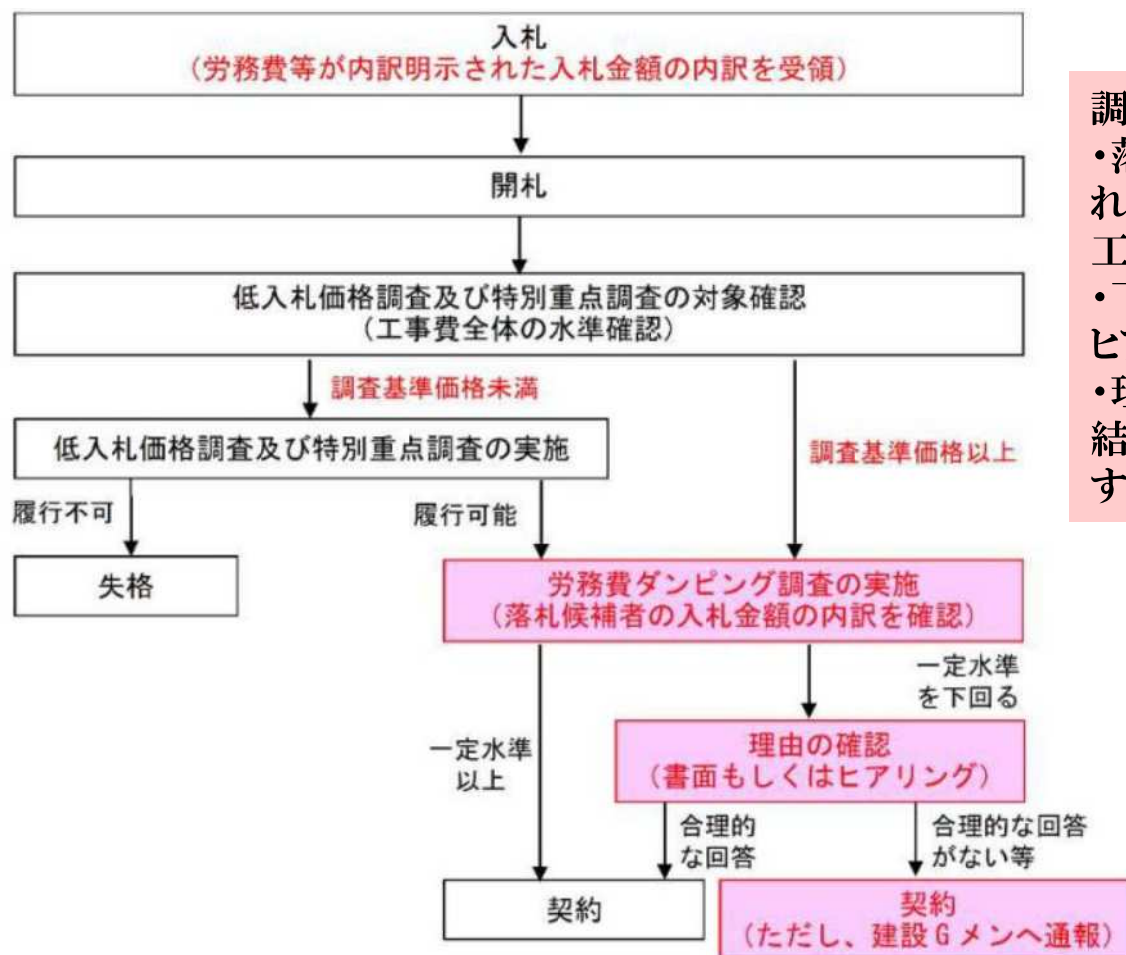 入札
（労務費等が内訳明示された入札金額の内訳を受領）
開札
低入札価格調査及び特別重点調査の対象確認
（工事費全体の水準確認）
調査基準価格未満
調査基準価格以上
低入札価格調査及び特別重点調査の実施
履行不可
履行可能
失格
労務費ダンピング調査の実施
（落札候補者の入札金額の内訳を確認）
一定水準
を下回る
一定水準
以上
理由の確認
（書面もしくはヒアリング）
合理的
な回答
合理的な回答
がない等
契約
契約
（ただし、建設Gメンへ通報）
調
・落
れ
工
・
ヒ
・理
結
す